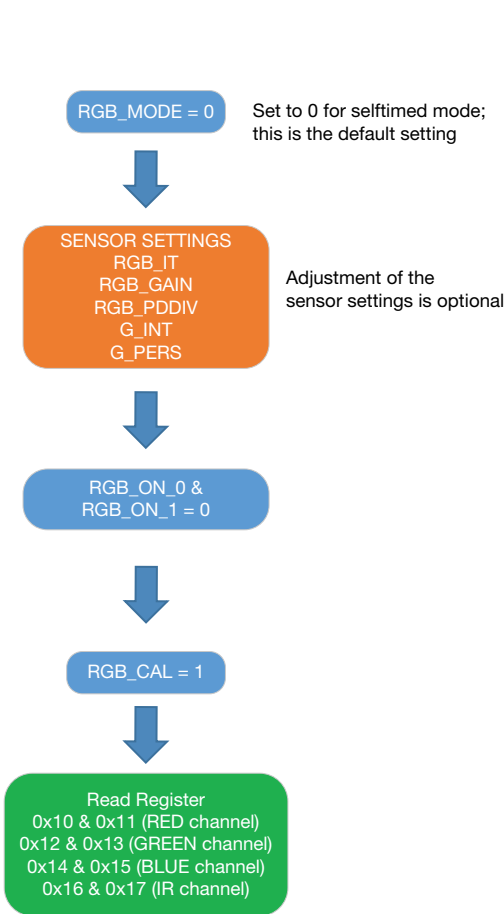 RGB_MODE = 0
Set to 0 for selftimed mode;
this is the default setting
SENSOR SETTINGS
RGB_IT
RGB_GAIN
RGB_PDDIV
G_INT
G_PERS
Adjustment of the
sensor settings is optional
RGB_ON_0 &
RGB_ON_1 = 0
RGB_CAL = 1
Read Register
0x10 & 0x11 (RED channel)
0x12 & 0x13 (GREEN channel)
0x14 & 0x15 (BLUE channel)
0x16 & 0x17 (IR channel)